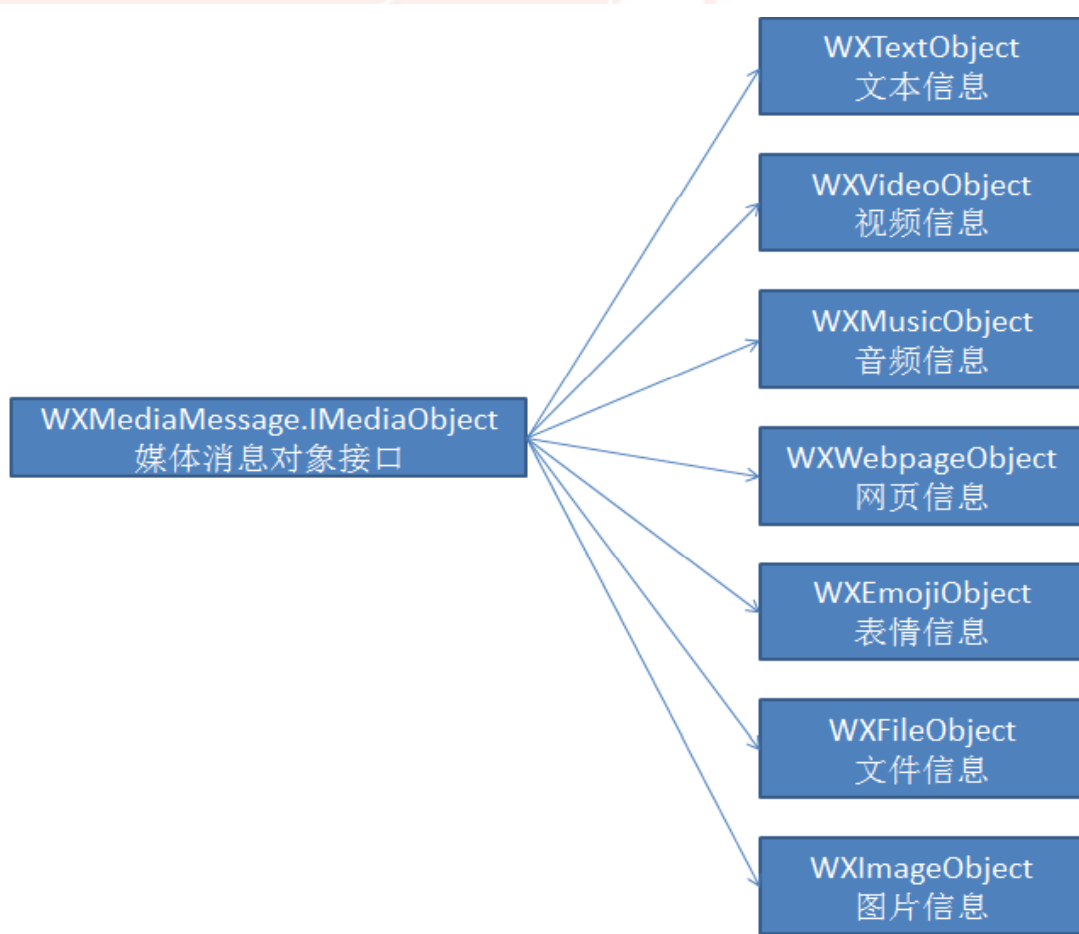 WXTextObject
文本信息
WXVideoObject
视频信息
WXMusicObject
音频信息
WXMediaMessage.IMediaObject
媒体消息对象接口
WXWebpageObject
网页信息
WXEmojiObject
表情信息
WXFileObject
文件信息
WXImageObject
图片信息